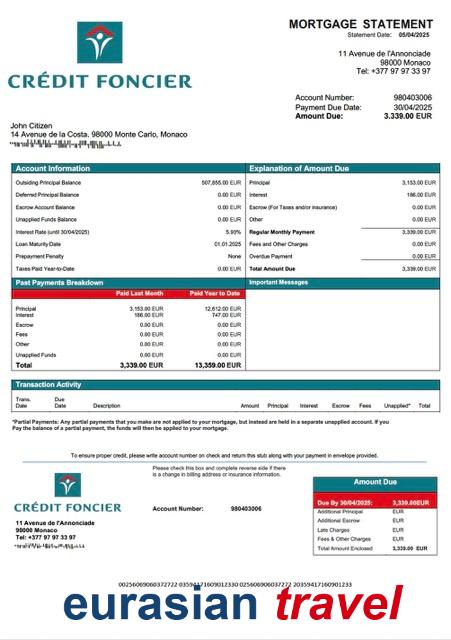 MORTGAGE STATEMENT
Statement Date: 05/04/2025
CRÉDIT FONCIER
11 Avenue de l'Annonciade
98000 Monaco
Tel: +377 97 97 33 97
Account Number: 980403006
Payment Due Date: 30/04/2025
Amount Due: 3.339.00 EUR
John Citizen
14 Avenue de la Costa, 98000 Monte Carlo, Monaco
Account Information
Outsiding Principal Balance 507,855.00 EUR
Deferred Principal Balance 0.00 EUR
Escrow Account Balance 0.00 EUR
Unapplied Funds Balance 0.00 EUR
Interest Rate (until 30/04/2025) 5.93%
Loan Maturity Date 01.01.2025
Prepayment Penalty None
Taxes Paid Year-to-Date 0.00 EUR
Explanation of Amount Due
Principal 3,153.00 EUR
Interest 186.00 EUR
Escrow (For Taxes and/or insurance) 0.00 EUR
Other 0.00 EUR
Regular Monthly Payment 3,339.00 EUR
Fees and Other Charges 0.00 EUR
Overdue Payment 0.00 EUR
Total Amount Due 3,339.00 EUR
Past Payments Breakdown
Paid Last Month Paid Year to Date
Principal 3,153.00 EUR 12,612.00 EUR
Interest 186.00 EUR 747.00 EUR
Escrow 0.00 EUR 0.00 EUR
Fees 0.00 EUR 0.00 EUR
Other 0.00 EUR 0.00 EUR
Unapplied Funds 0.00 EUR 0.00 EUR
Total 3,339.00 EUR 13,359.00 EUR
Important Messages
Transaction Activity
Trans. Date Due Date Description Amount Principal Interest Escrow Fees Unapplied* Total
*Partial Payments: Any partial payments that you make are not applied to your mortgage, but instead are held in a separate unapplied account. If you
Pay the balance of a partial payment, the funds will then be applied to your mortgage.
To ensure proper credit, please write account number on check and return this stub along with your payment in envelope provided.
Please check this box and complete reverse side if there
is a change in billing address or insurance information.
CRÉDIT FONCIER
11 Avenue de l'Annonciade
98000 Monaco
Tel: +377 97 97 33 97
Account Number: 980403006
Amount Due
Due By 30/04/2025: 3,339.00EUR
Additional Principal EUR
Additional Escrow EUR
Late Charges EUR
Fees & Other Charges EUR
Total Amount Enclosed 3,339.00 EUR
00256069060372722 03594171609012330 0256069060372722 20359417160901233
eurasian travel